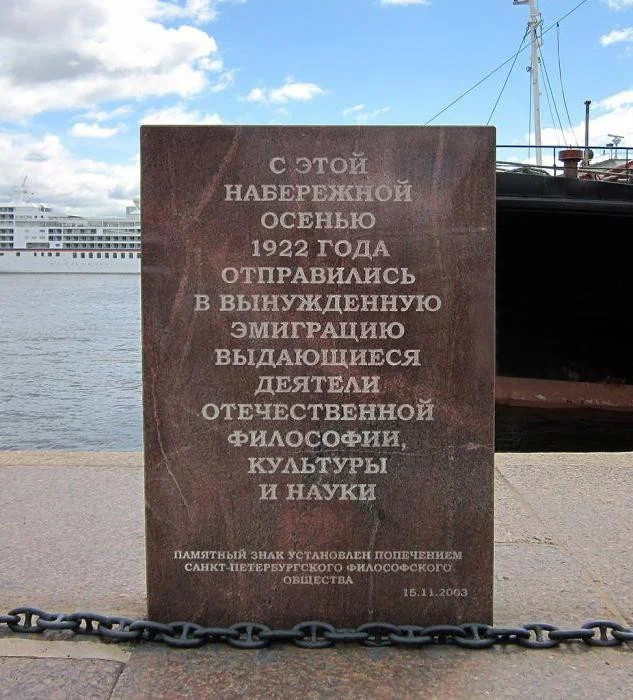 С ЭТОЙ
НАБЕРЕЖНОЙ
ОСЕНЬЮ
1922 ГОДА
ОТПРАВИЛИСЬ
В ВЫНУЖДЕННУЮ
ЭМИГРАЦИЮ
ВЫДАЮЩИЕСЯ
ДЕЯТЕЛИ
ОТЕЧЕСТВЕННОЙ
ФИЛОСОФИИ,
КУЛЬТУРЫ
И НАУКИ
ПАМЯТНЫЙ ЗНАК УСТАНОВЛЕН ПОПЕЧЕНИЕМ
САНКТ-ПЕТЕРБУРГСКОГО ФИЛОСОФСКОГО
ОБЩЕСТВА
15.11.2003